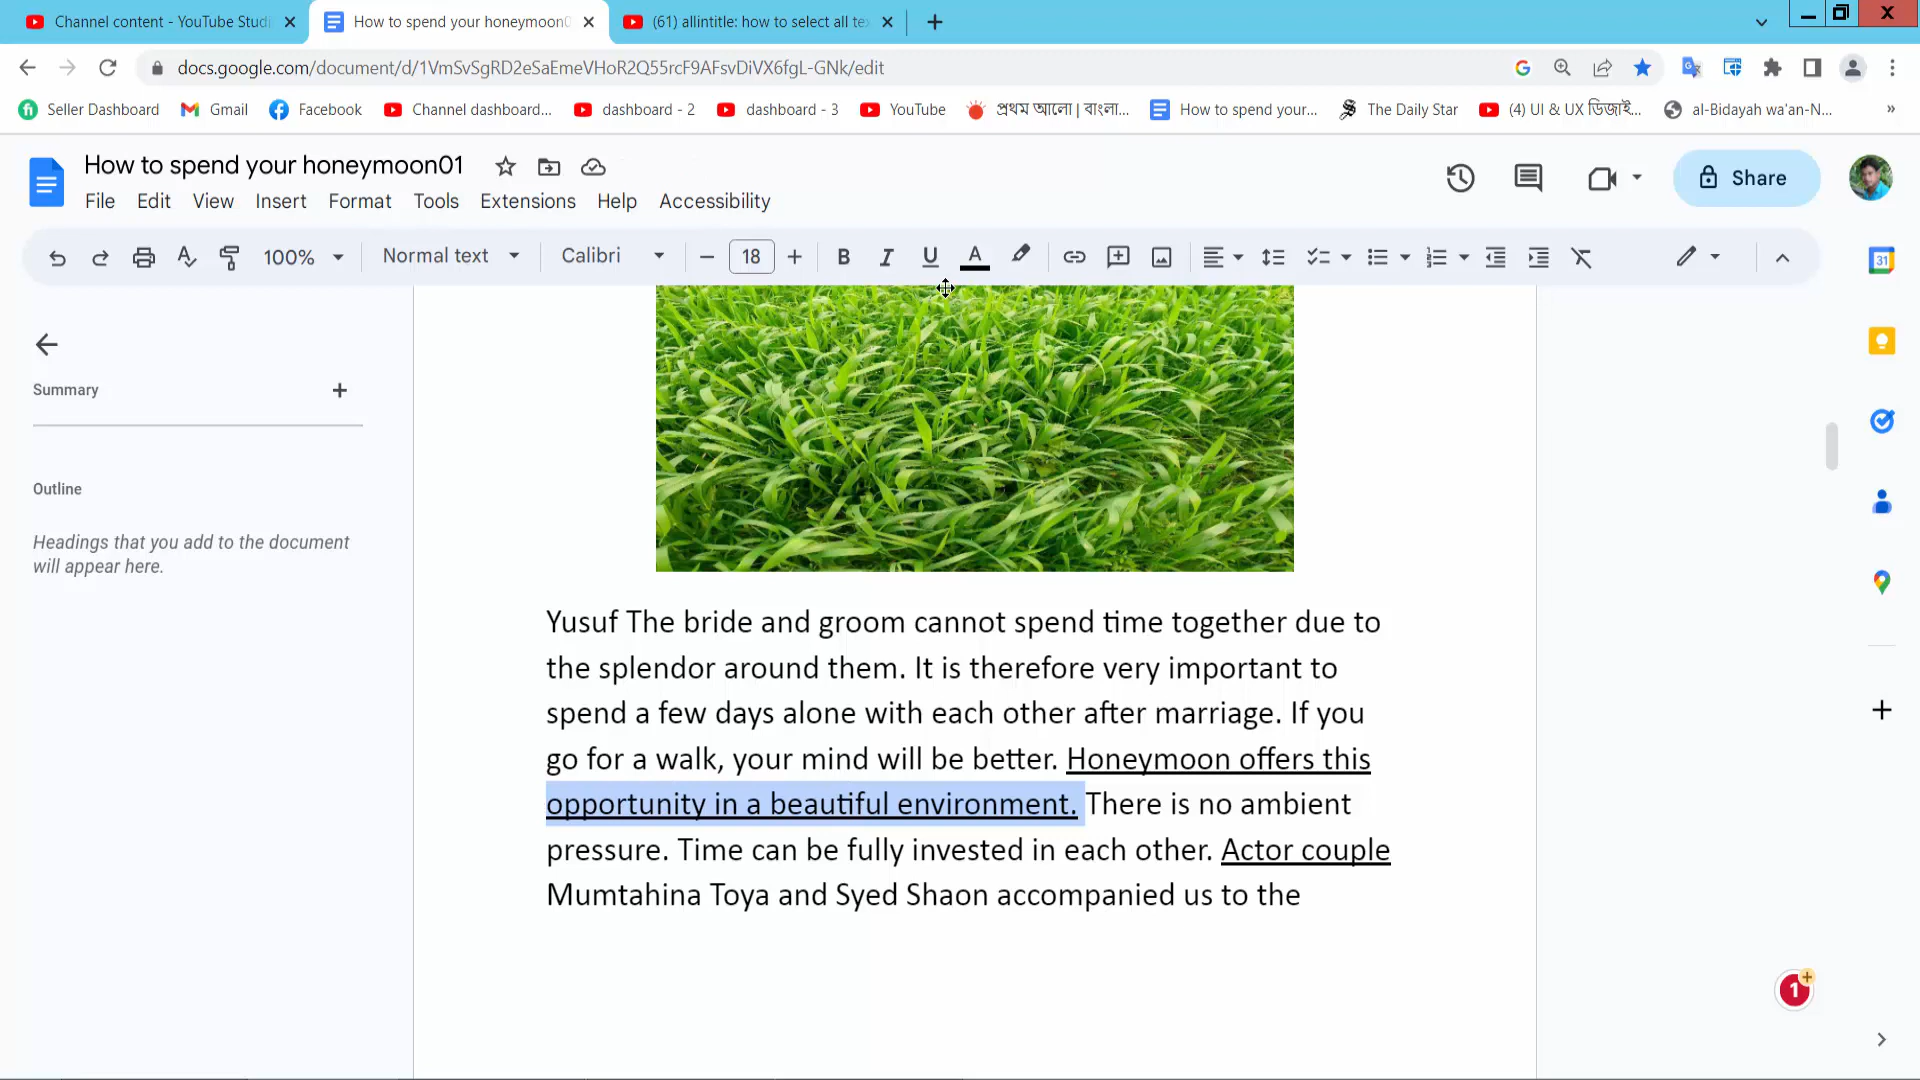 Channel content - YouTube Studi
How to spend your honeymoon0
(61) allintitle: how to select all te
docs.google.com/document/d/1VmSvSgRD2eSaEmeVHoR2Q55rcF9AFsvDiVX6fgL-GNk/edit
Seller Dashboard
Gmail
Facebook
Channel dashboard...
dashboard - 2
dashboard - 3
YouTube
প্রথম আলো | বাংলা...
How to spend your...
The Daily Star
(4) UI & UX ডিজাই...
al-Bidayah wa'an-N...
»
How to spend your honeymoon01
Share
File Edit View Insert Format Tools Extensions Help Accessibility
100% Normal text Calibri 18 B I U A
31
Summary
Outline
Headings that you add to the document
will appear here.
Yusuf The bride and groom cannot spend time together due to
the splendor around them. It is therefore very important to
spend a few days alone with each other after marriage. If you
go for a walk, your mind will be better. Honeymoon offers this
opportunity in a beautiful environment. There is no ambient
pressure. Time can be fully invested in each other. Actor couple
Mumtahina Toya and Syed Shaon accompanied us to the
1